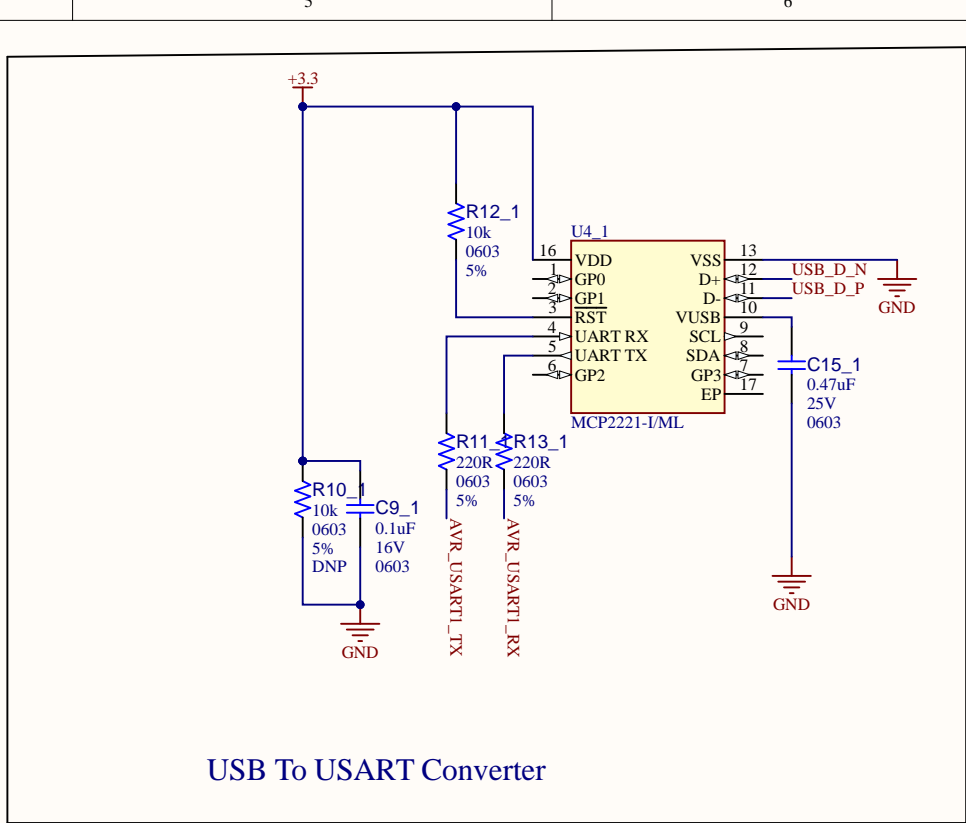 6
+3.3
R12_1
10k
0603
5%
U4_1
16 VDD
1 GP0
2 GP1
3 RST
4 UART RX
5 UART TX
6 GP2
VSS 13
D+ 12
D- 11
VUSB 10
SCL 9
SDA 8
GP3 7
EP 17
MCP2221-I/ML
USB_D_N
USB_D_P
GND
C15_1
0.47uF
25V
0603
GND
R11_
220R
0603
5%
R13_1
220R
0603
5%
AVR_USART1_TX
AVR_USART1_RX
R10_1
10k
0603
5%
DNP
C9_1
0.1uF
16V
0603
GND
USB To USART Converter